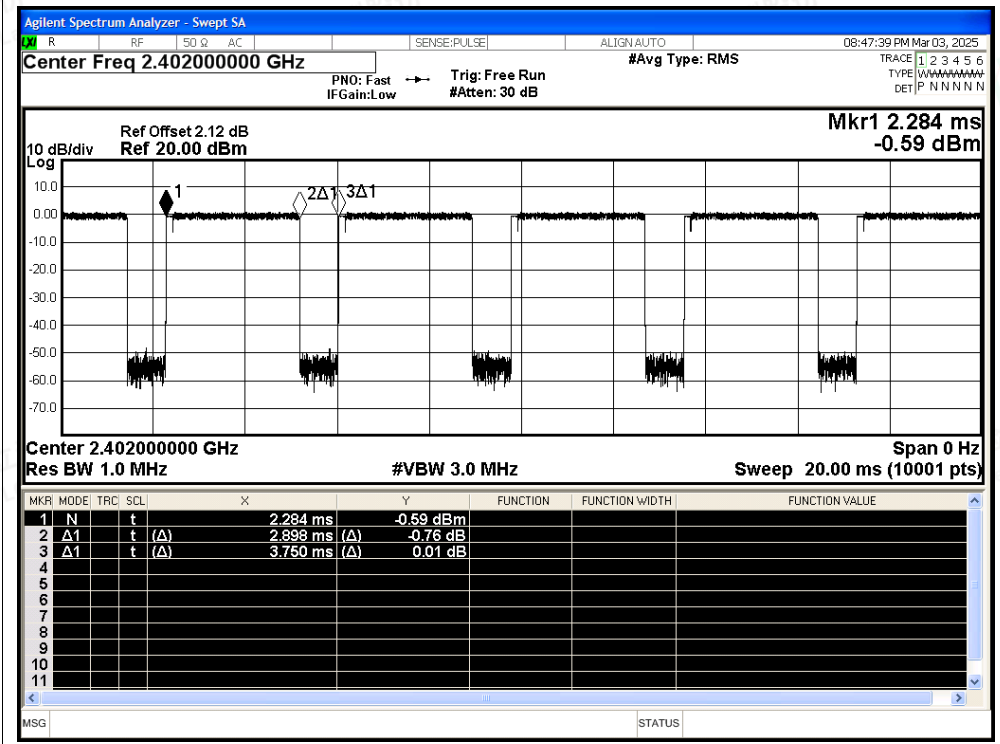 Agilent Spectrum Analyzer - Swept SA
LXI R RF 50 Ω AC SENSE:PULSE ALIGN AUTO 08:47:39 PM Mar 03, 2025
Center Freq 2.402000000 GHz
#Avg Type: RMS
TRACE 1 2 3 4 5 6
TYPE WWWWWW
DET P N N N N N
PNO: Fast Trig: Free Run
IFGain:Low #Atten: 30 dB
Mkr1 2.284 ms
-0.59 dBm
Ref Offset 2.12 dB
10 dB/div Ref 20.00 dBm
Log
10.0
0.00
-10.0
-20.0
-30.0
-40.0
-50.0
-60.0
-70.0
1 2Δ1 3Δ1
Center 2.402000000 GHz Span 0 Hz
Res BW 1.0 MHz #VBW 3.0 MHz Sweep 20.00 ms (10001 pts)
MKR MODE TRC SCL X Y FUNCTION FUNCTION WIDTH FUNCTION VALUE
1 N t 2.284 ms -0.59 dBm
2 Δ1 t (Δ) 2.898 ms (Δ) -0.76 dB
3 Δ1 t (Δ) 3.750 ms (Δ) 0.01 dB
4
5
6
7
8
9
10
11
MSG STATUS